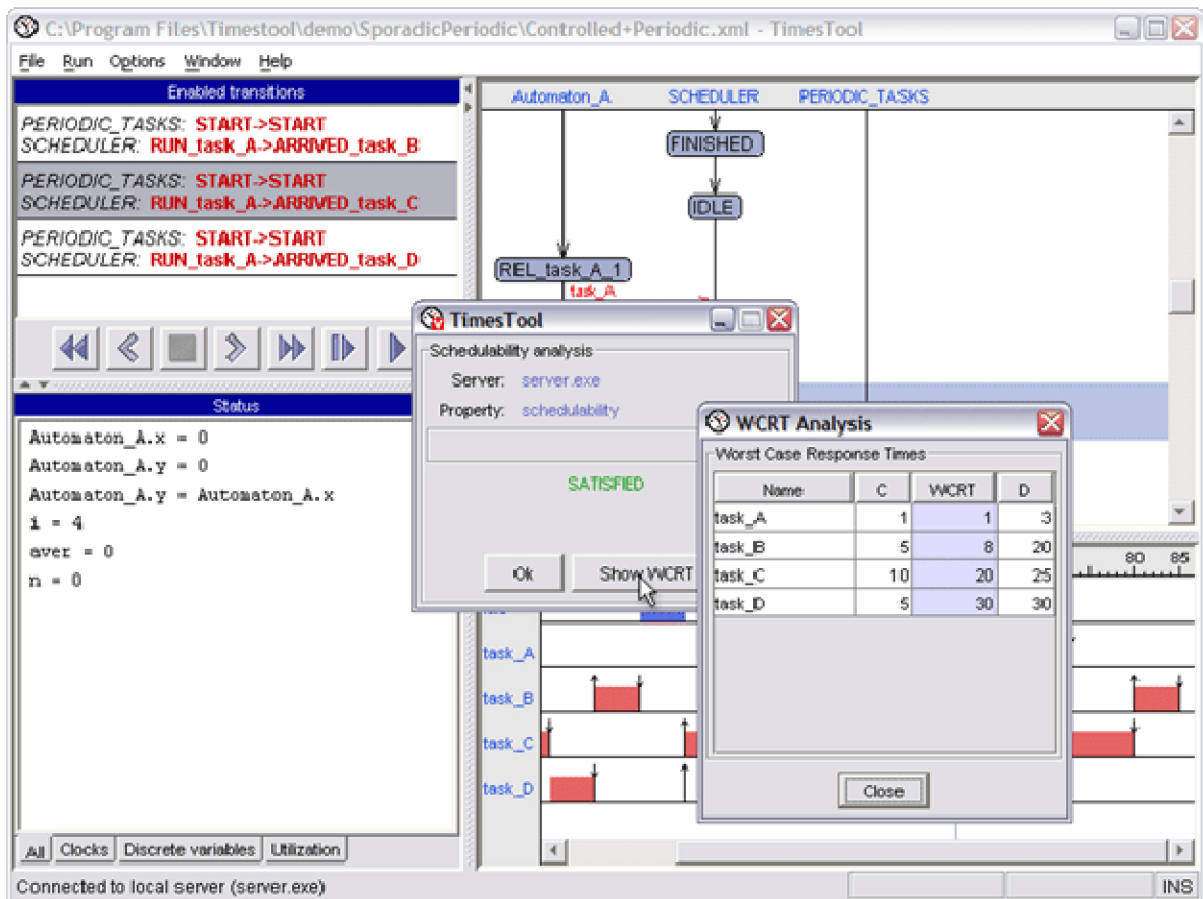 C:\Program Files\Timestool\demo\SporadicPeriodic\Controlled+Periodic.xml - TimesTool
File Run Options Window Help
Enabled transitions
PERIODIC_TASKS: START->START
SCHEDULER: RUN_task_A->ARRIVED_task_B
PERIODIC_TASKS: START->START
SCHEDULER: RUN_task_A->ARRIVED_task_C
PERIODIC_TASKS: START->START
SCHEDULER: RUN_task_A->ARRIVED_task_D
Automaton_A SCHEDULER PERIODIC_TASKS
FINISHED
IDLE
REL_task_A_1
task_A
Status
Automaton_A.x = 0
Automaton_A.y = 0
Automaton_A.y = Automaton_A.x
i = 4
aver = 0
n = 0
All Clocks Discrete variables Utilization
TimesTool
Schedulability analysis
Server: server.exe
Property: schedulability
SATISFIED
Ok Show WCRT
WCRT Analysis
Worst Case Response Times
Name C WCRT D
task_A 1 1 3
task_B 5 8 20
task_C 10 20 25
task_D 5 30 30
Close
80 85
task_A
task_B
task_C
task_D
Connected to local server (server.exe)
INS